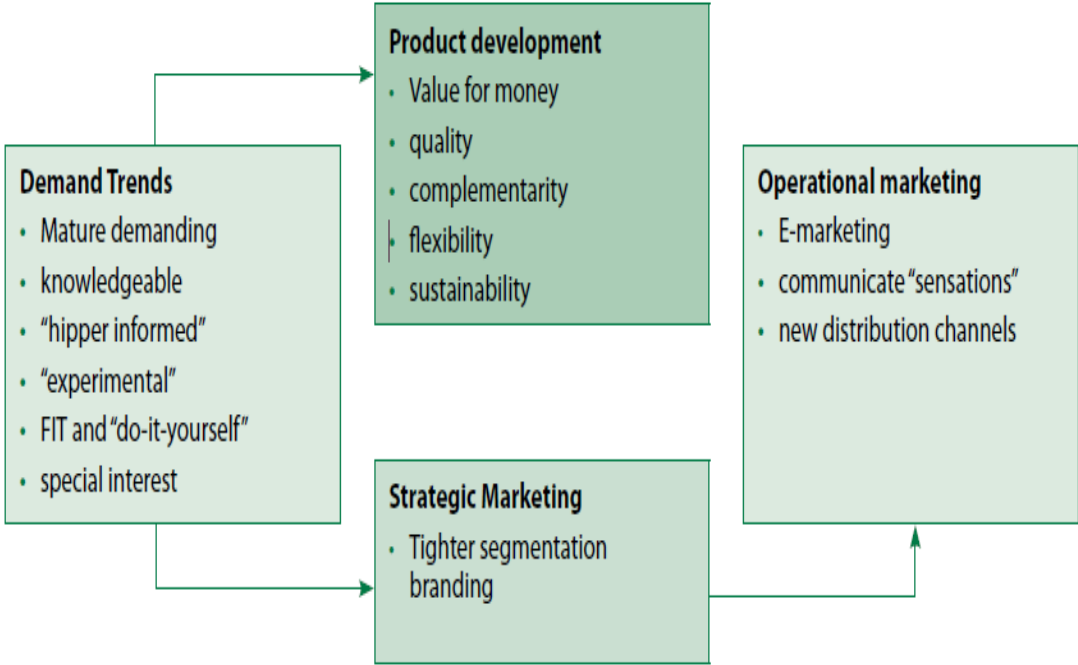 Product development
• Value for money
• quality
• complementarity
• flexibility
• sustainability
Demand Trends
• Mature demanding
• knowledgeable
• “hipper informed”
• “experimental”
• FIT and “do-it-yourself”
• special interest
Operational marketing
• E-marketing
• communicate “sensations”
• new distribution channels
Strategic Marketing
• Tighter segmentation
branding